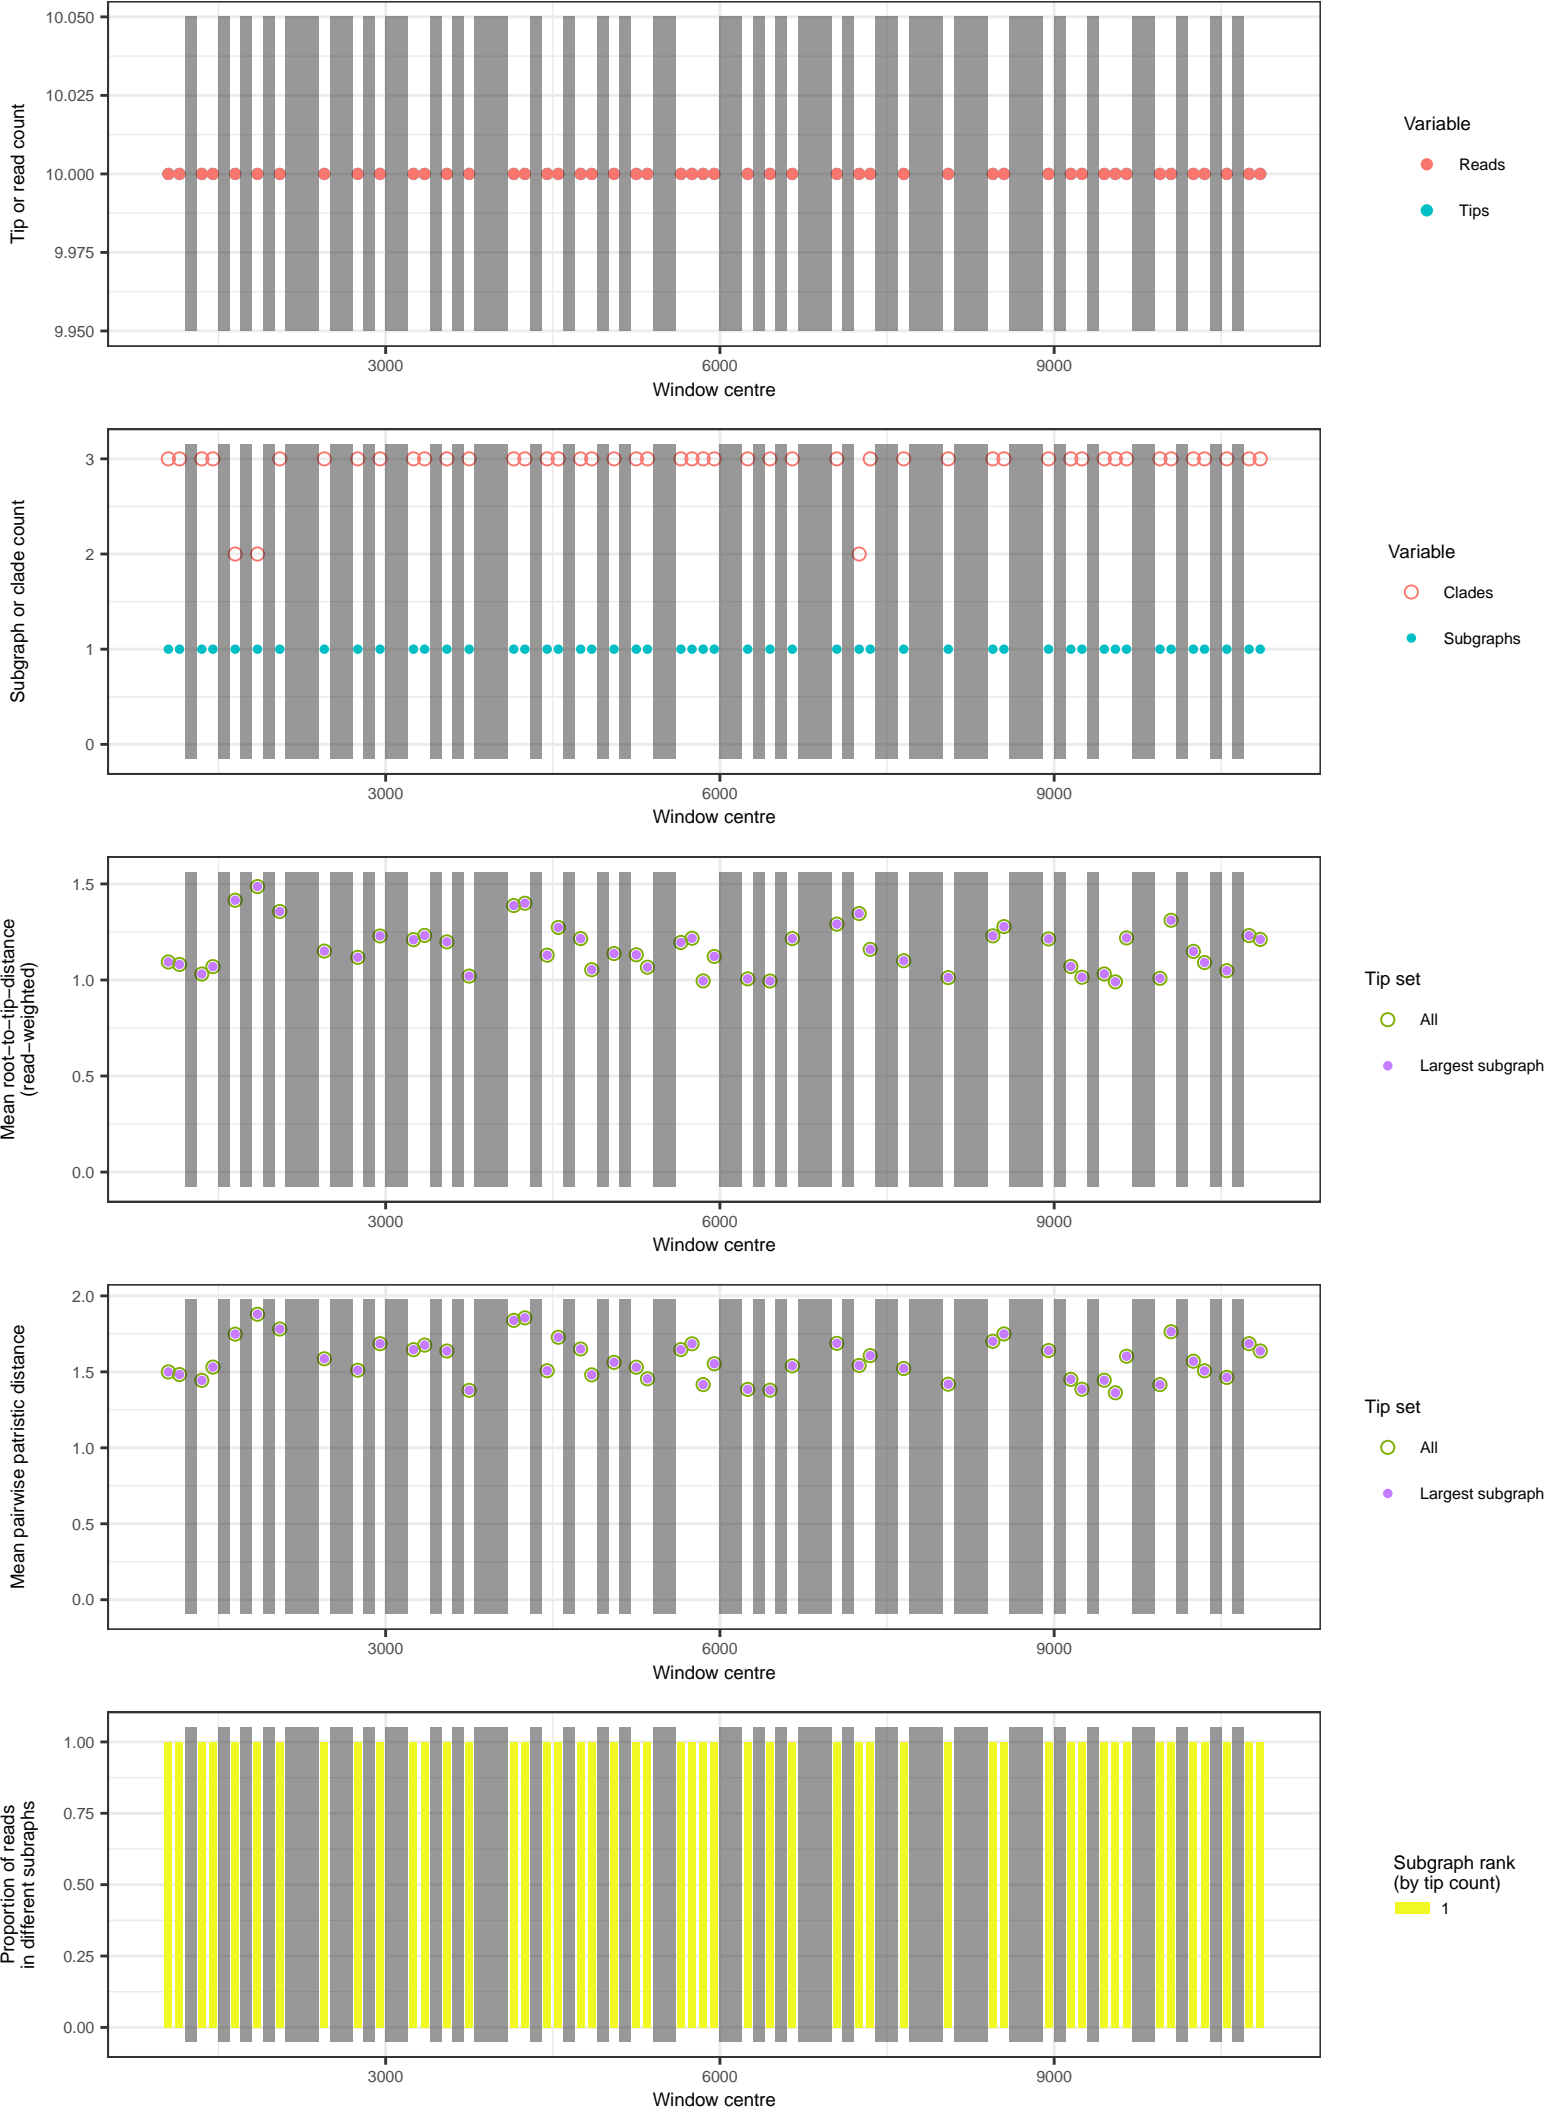 10.050
10.025
10.000
9.975
9.950
Tip or read count
3000
6000
9000
Window centre
Variable
Reads
Tips
3
2
1
0
Subgraph or clade count
3000
6000
9000
Window centre
Variable
Clades
Subgraphs
1.5
1.0
0.5
0.0
Mean root−to−tip−distance
(read−weighted)
3000
6000
9000
Window centre
Tip set
All
Largest subgraph
2.0
1.5
1.0
0.5
0.0
Mean pairwise patristic distance
3000
6000
9000
Window centre
Tip set
All
Largest subgraph
1.00
0.75
0.50
0.25
0.00
Proportion of reads
in different subraphs
3000
6000
9000
Window centre
Subgraph rank
(by tip count)
1